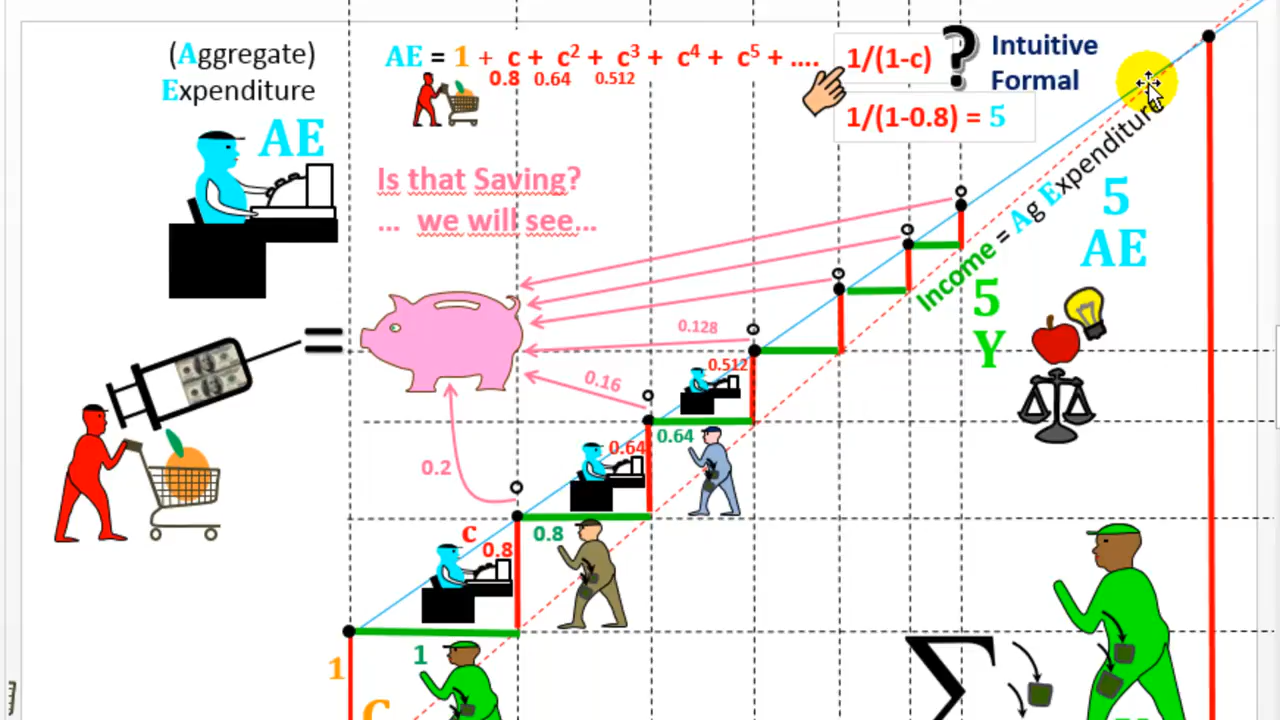 (Aggregate)
Expenditure
AE
AE = 1 + c + c² + c³ + c⁴ + c⁵ + ....
0.8 0.64 0.512
1/(1-c)
?
Intuitive
Formal
1/(1-0.8) = 5
Is that Saving?
... we will see...
Income = Ag Expenditure
5
AE
5
Y
=
0.128
0.16
0.2
0.512
0.64
0.64
c
0.8
0.8
1
1
C
Σ